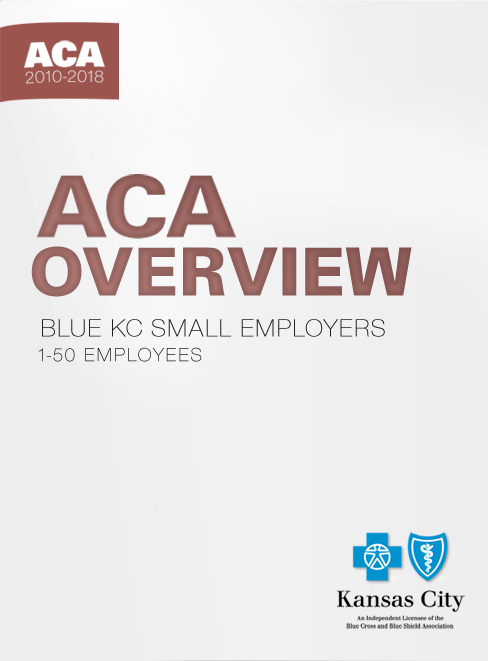 ACA
2010-2018
ACA
OVERVIEW
BLUE KC SMALL EMPLOYERS
1-50 EMPLOYEES
Kansas City
An Independent Licensee of the
Blue Cross and Blue Shield Association